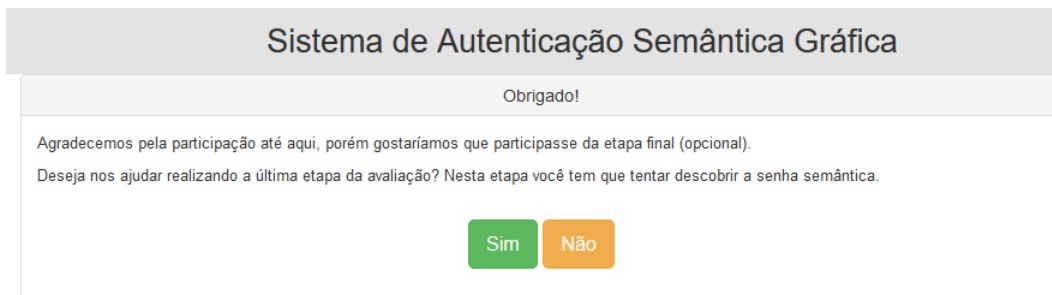 Sistema de Autenticação Semântica Gráfica
Obrigado!
Agradecemos pela participação até aqui, porém gostaríamos que participasse da etapa final (opcional).
Deseja nos ajudar realizando a última etapa da avaliação? Nesta etapa você tem que tentar descobrir a senha semântica.
Sim Não